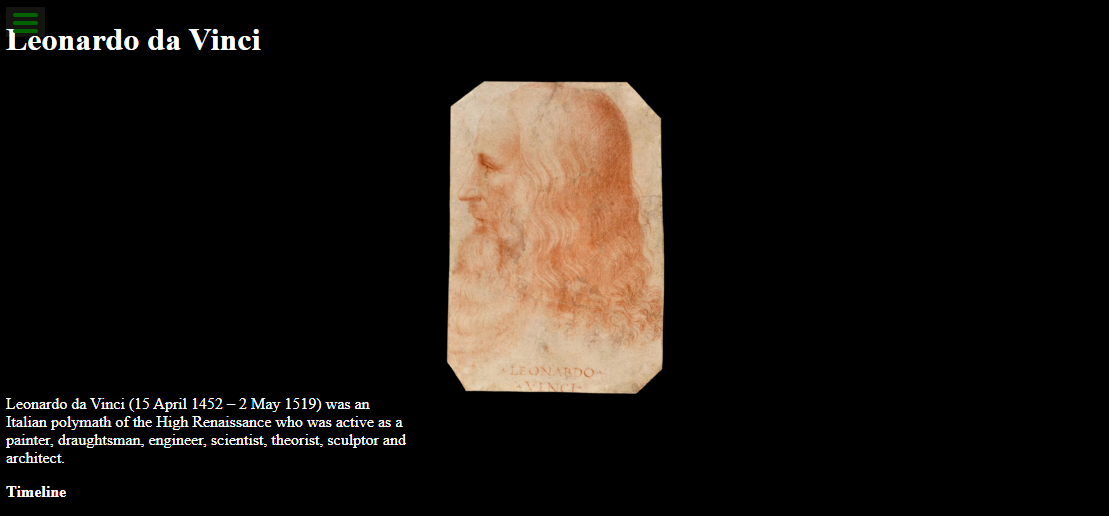 Leonardo da Vinci
LEONARDO
VINCI
Leonardo da Vinci (15 April 1452 – 2 May 1519) was an
Italian polymath of the High Renaissance who was active as a
painter, draughtsman, engineer, scientist, theorist, sculptor and
architect.
Timeline